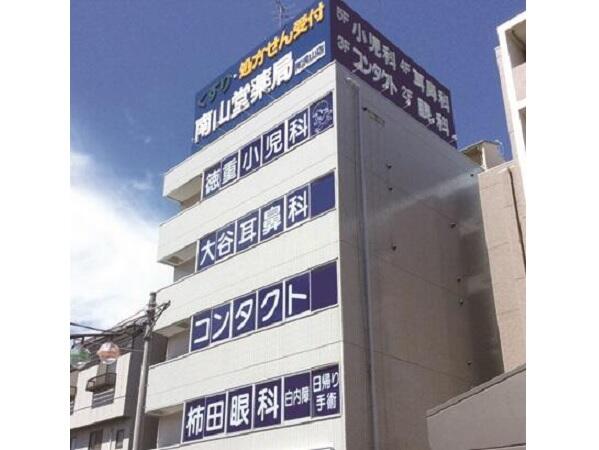 くすり・処方せん受付
南山堂薬局
5F 小児科 4F 耳鼻科
3F コンタクト 2F 眼科
徳重小児科
大谷耳鼻科
コンタクト
柿田眼科 白内障 日帰り
手術